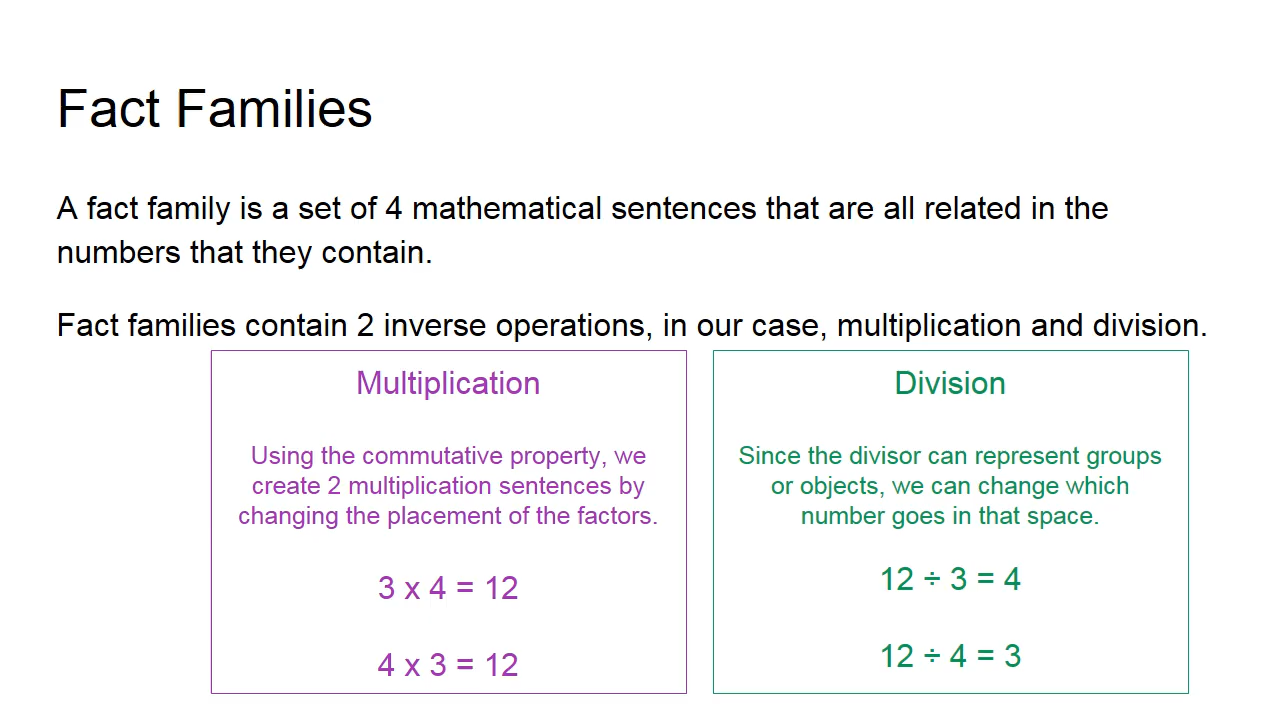 Fact Families
A fact family is a set of 4 mathematical sentences that are all related in the
numbers that they contain.
Fact families contain 2 inverse operations, in our case, multiplication and division.
Multiplication
Using the commutative property, we
create 2 multiplication sentences by
changing the placement of the factors.
3 x 4 = 12
4 x 3 = 12
Division
Since the divisor can represent groups
or objects, we can change which
number goes in that space.
12 ÷ 3 = 4
12 ÷ 4 = 3